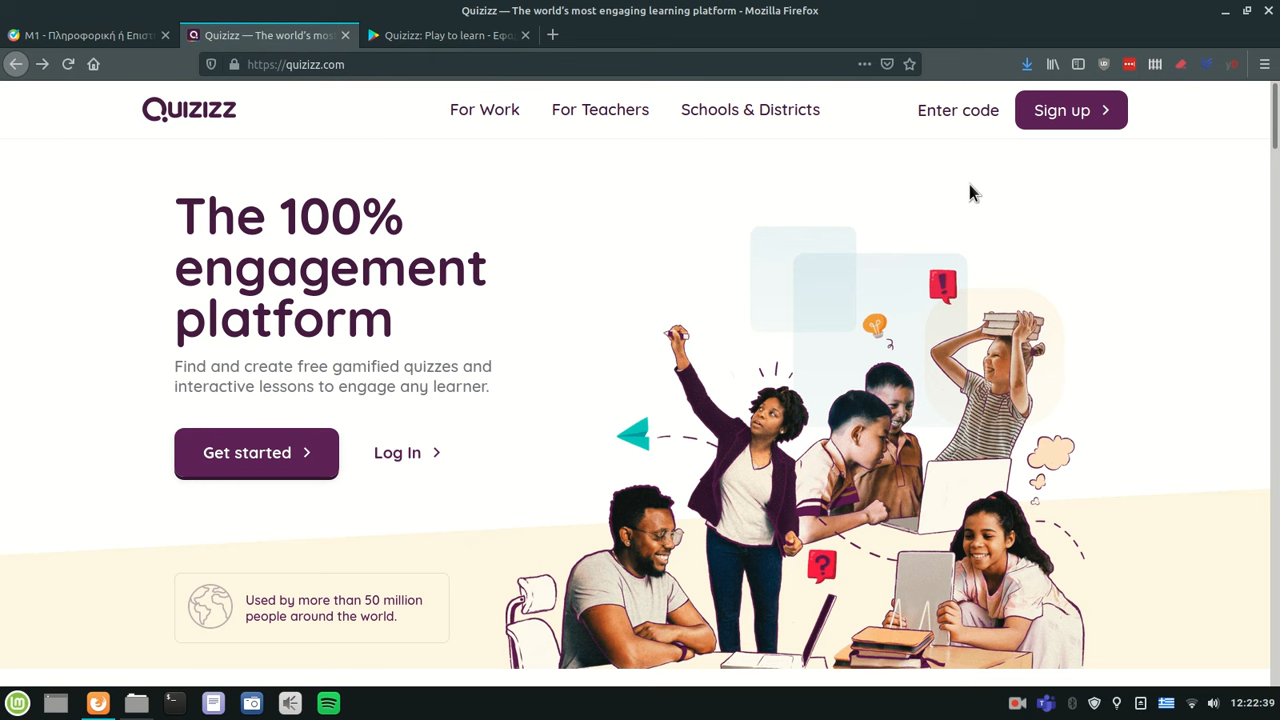 Quizizz — The world's most engaging learning platform - Mozilla Firefox
M1 - Πληροφορική ή Επιστ
Quizizz — The world's mos
Quizizz: Play to learn - Εφα
https://quizizz.com
QUIZIZZ
For Work
For Teachers
Schools & Districts
Enter code
Sign up
The 100%
engagement
platform
Find and create free gamified quizzes and
interactive lessons to engage any learner.
Get started
Log In
Used by more than 50 million
people around the world.
12:22:39